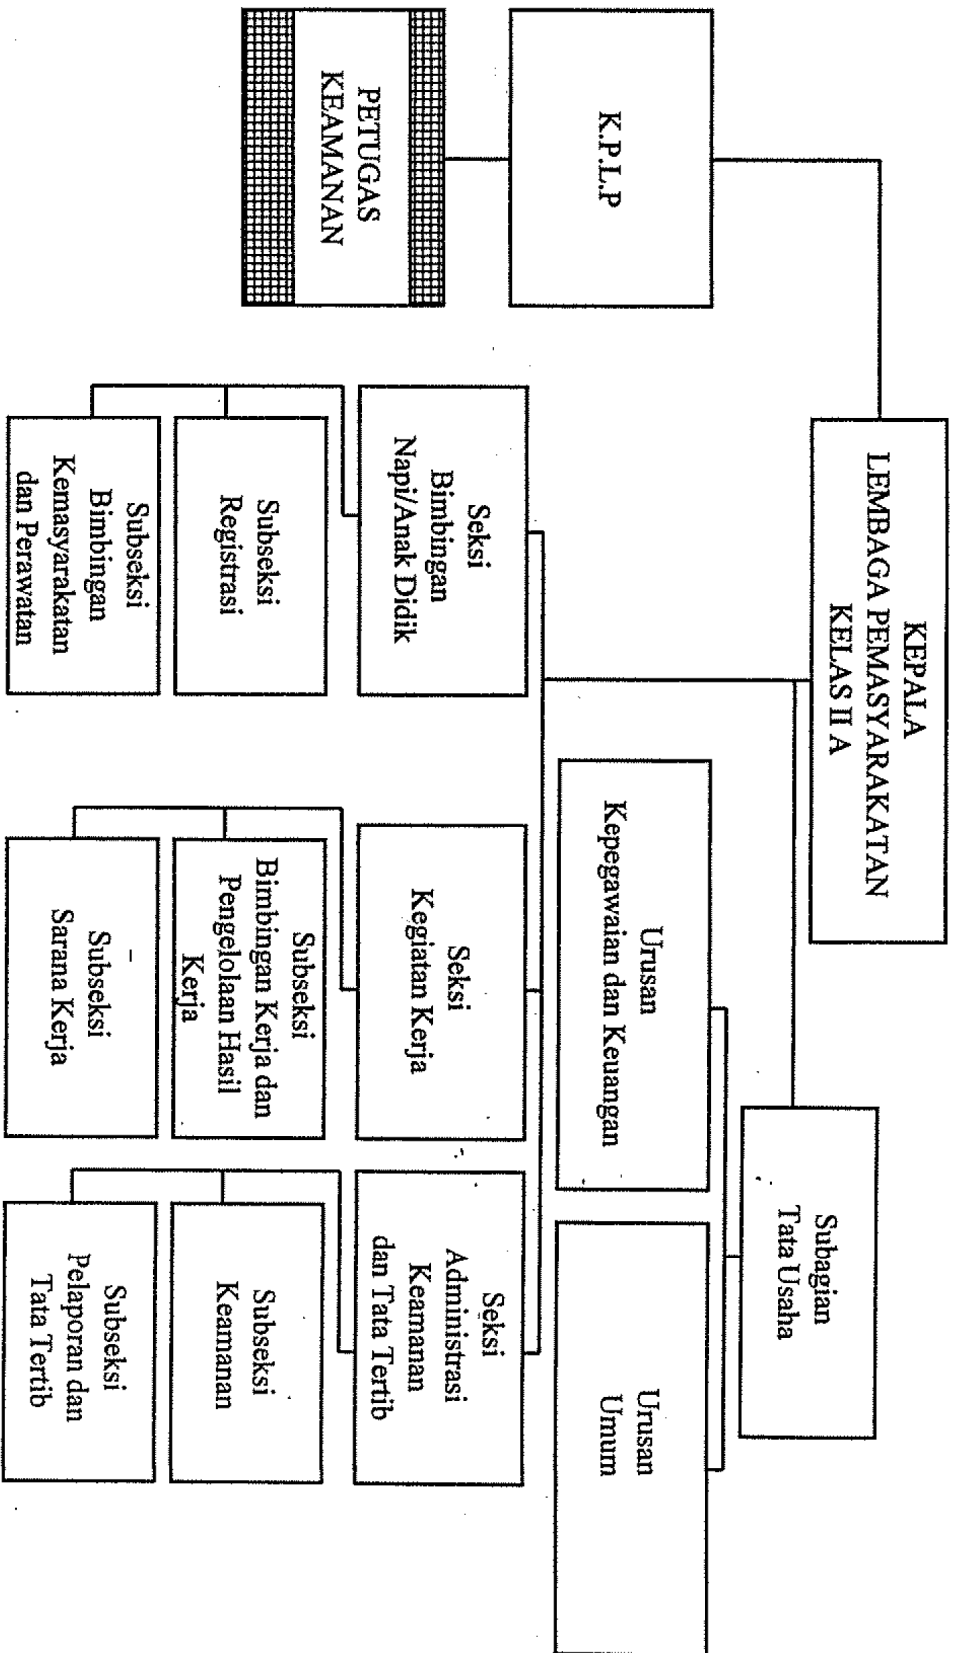 KEPALA
LEMBAGA PEMASYARAKATAN
KELAS II A
Subagian
Tata Usaha
K.P.L.P
Urusan
Kepegawaian dan Keuangan
Urusan
Umum
PETUGAS
KEAMANAN
Seksi
Bimbingan
Napi/Anak Didik
Seksi
Kegiatan Kerja
Seksi
Administrasi
Keamanan
dan Tata Tertib
Subseksi
Registrasi
Subseksi
Bimbingan Kerja dan
Pengelolaan Hasil
Kerja
Subseksi
Keamanan
Subseksi
Bimbingan
Kemasyarakatan
dan Perawatan
Subseksi
Sarana Kerja
Subseksi
Pelaporan dan
Tata Tertib